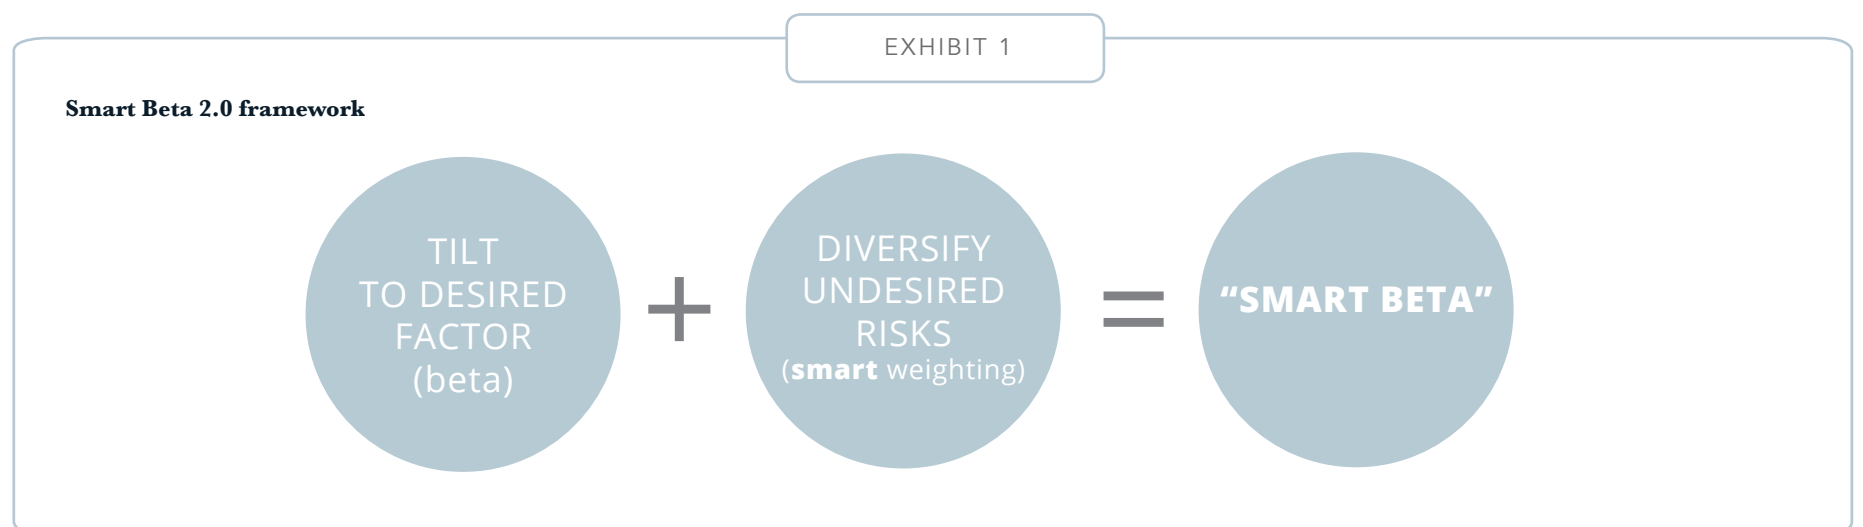 EXHIBIT 1
Smart Beta 2.0 framework
TILT
TO DESIRED
FACTOR
(beta)
+
DIVERSIFY
UNDESIRED
RISKS
(smart weighting)
=
“SMART BETA”